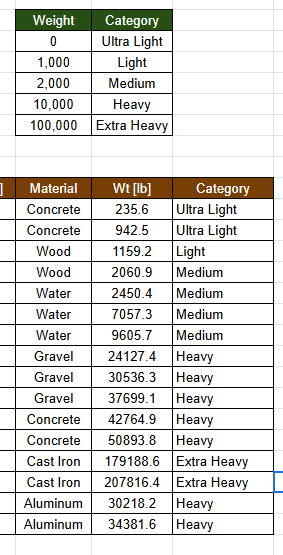 Weight Category
0 Ultra Light
1,000 Light
2,000 Medium
10,000 Heavy
100,000 Extra Heavy
] Material Wt [lb] Category
Concrete 235.6 Ultra Light
Concrete 942.5 Ultra Light
Wood 1159.2 Light
Wood 2060.9 Medium
Water 2450.4 Medium
Water 7057.3 Medium
Water 9605.7 Medium
Gravel 24127.4 Heavy
Gravel 30536.3 Heavy
Gravel 37699.1 Heavy
Concrete 42764.9 Heavy
Concrete 50893.8 Heavy
Cast Iron 179188.6 Extra Heavy
Cast Iron 207816.4 Extra Heavy
Aluminum 30218.2 Heavy
Aluminum 34381.6 Heavy